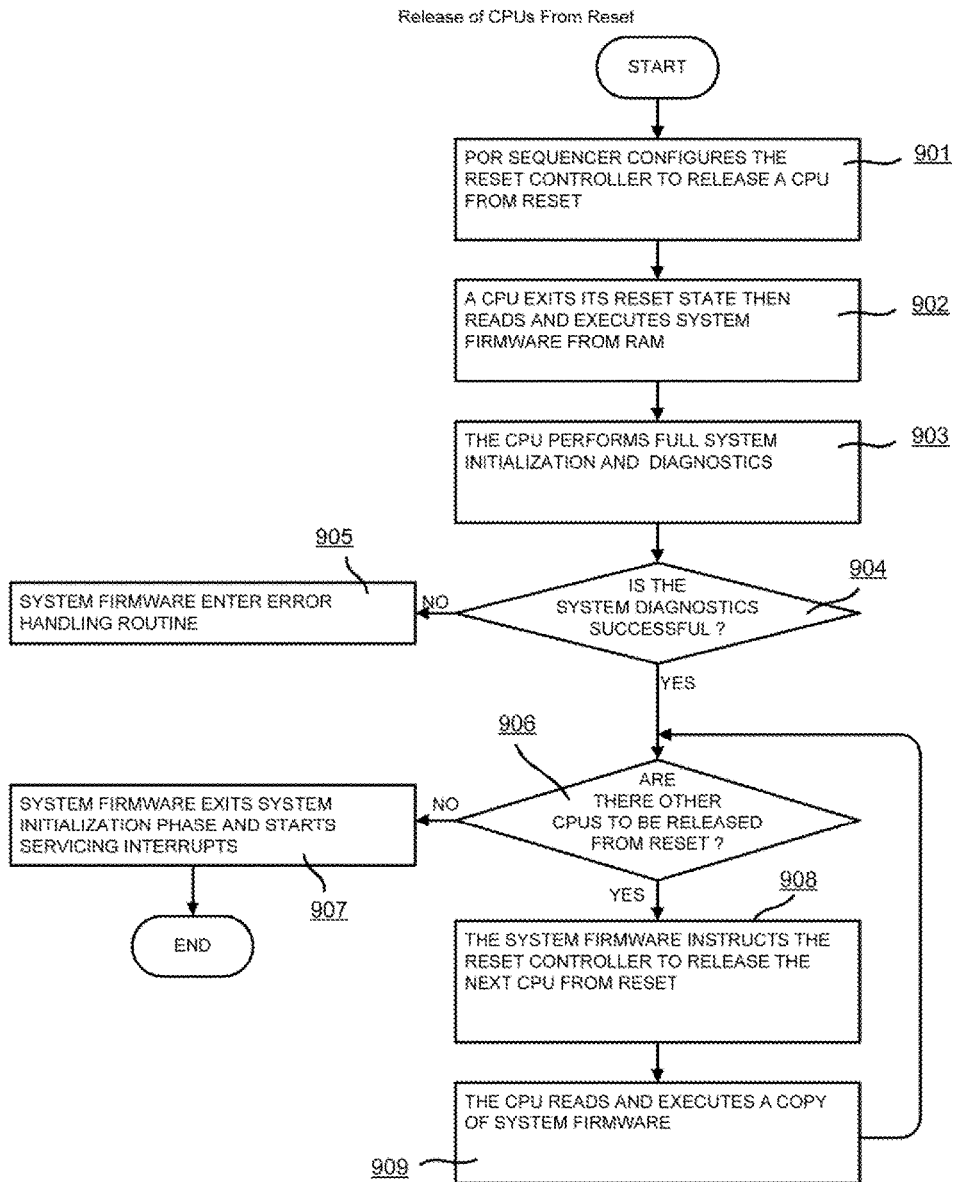 Release of CPUs From Reset
START
POR SEQUENCER CONFIGURES THE
RESET CONTROLLER TO RELEASE A CPU
FROM RESET
901
A CPU EXITS ITS RESET STATE THEN
READS AND EXECUTES SYSTEM
FIRMWARE FROM RAM
902
THE CPU PERFORMS FULL SYSTEM
INITIALIZATION AND DIAGNOSTICS
903
905
904
IS THE
SYSTEM DIAGNOSTICS
SUCCESSFUL ?
NO
SYSTEM FIRMWARE ENTER ERROR
HANDLING ROUTINE
YES
906
ARE
THERE OTHER
CPUS TO BE RELEASED
FROM RESET ?
NO
SYSTEM FIRMWARE EXITS SYSTEM
INITIALIZATION PHASE AND STARTS
SERVICING INTERRUPTS
907
END
YES
908
THE SYSTEM FIRMWARE INSTRUCTS THE
RESET CONTROLLER TO RELEASE THE
NEXT CPU FROM RESET
THE CPU READS AND EXECUTES A COPY
OF SYSTEM FIRMWARE
909